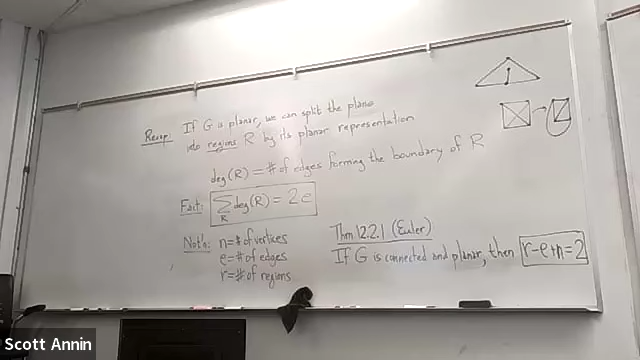 Recap: If G is planar, we can split the plane
into regions R by its planar representation
deg(R) = # of edges forming the boundary of R
Fact: Σ_R deg(R) = 2e
Not'n: n = # of vertices
e = # of edges
r = # of regions
Thm 12.2.1 (Euler)
If G is connected and planar, then r-e+n=2
Scott Annin